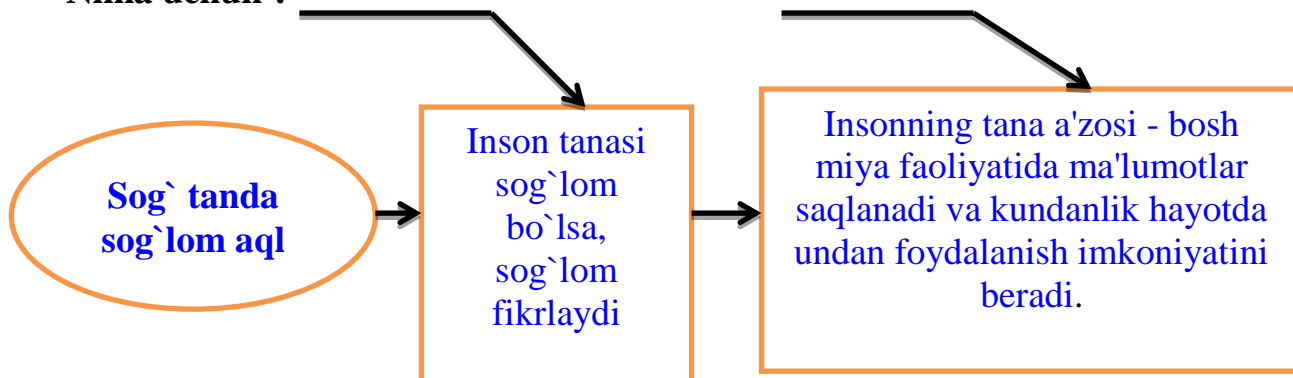 Sog` tanda
sog`lom aql
Inson tanasi
sog`lom
bo`lsa,
sog`lom
fikrlaydi
Insonning tana a'zosi - bosh
miya faoliyatida ma'lumotlar
saqlanadi va kundanlik hayotda
undan foydalanish imkoniyatini
beradi.